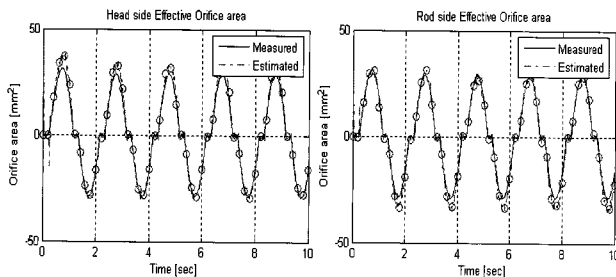 Head side Effective Orifice area
50
0
-50
0
2
4
6
8
10
Orifice area [mm²]
Time [sec]
Measured
Estimated
Rod side Effective Orifice area
50
0
-50
0
2
4
6
8
10
Orifice area [mm²]
Time [sec]
Measured
Estimated